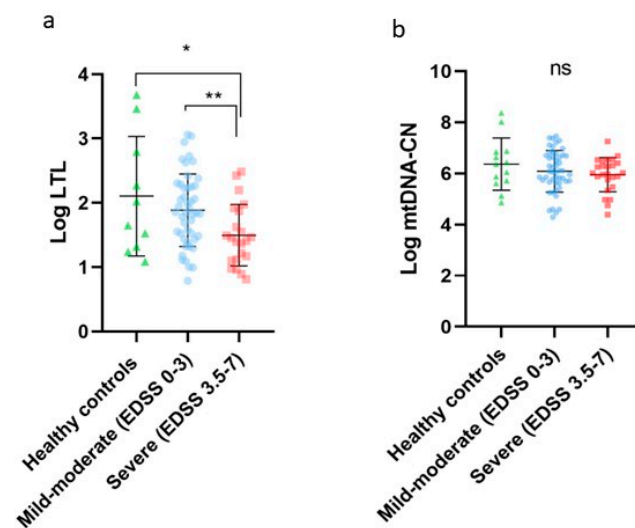 a
*
**
4
3
2
1
0
Log LTL
Healthy controls
Mild-moderate (EDSS 0-3)
Severe (EDSS 3.5-7)
b
ns
10
8
6
4
2
0
Log mtDNA-CN
Healthy controls
Mild-moderate (EDSS 0-3)
Severe (EDSS 3.5-7)